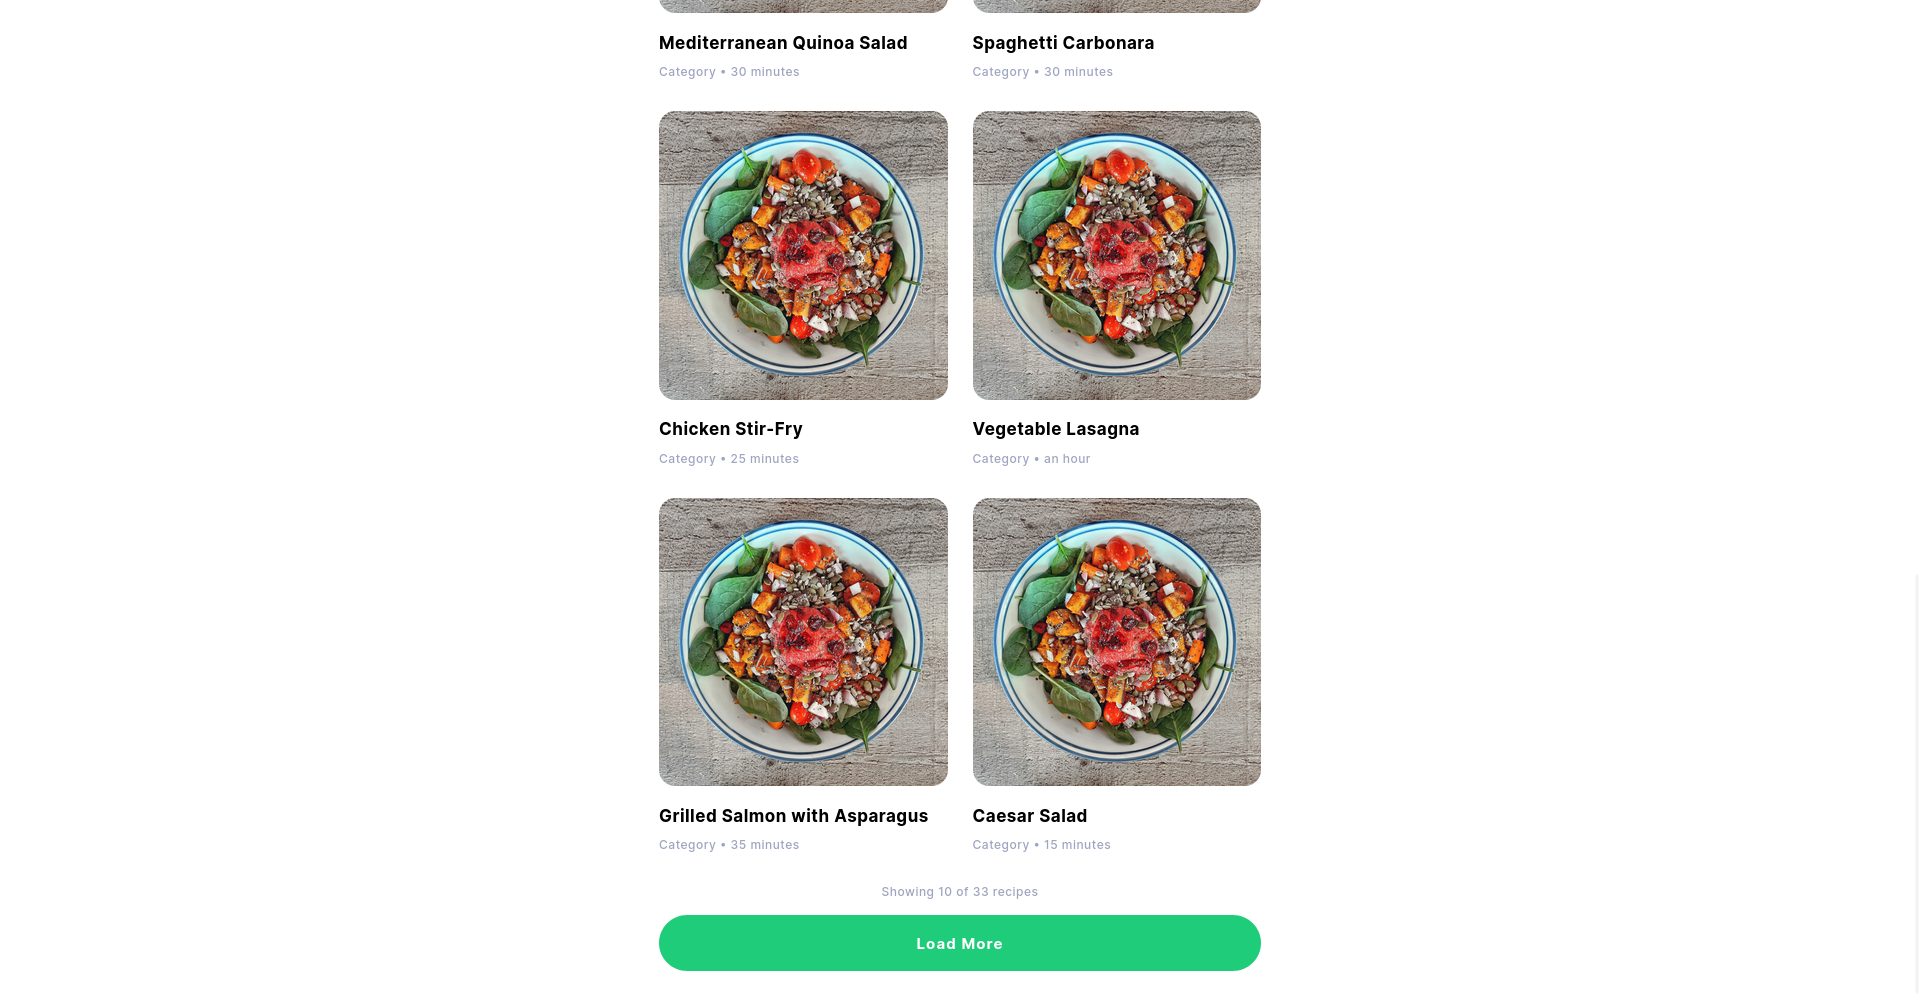 Mediterranean Quinoa Salad
Category • 30 minutes
Spaghetti Carbonara
Category • 30 minutes
Chicken Stir-Fry
Category • 25 minutes
Vegetable Lasagna
Category • an hour
Grilled Salmon with Asparagus
Category • 35 minutes
Caesar Salad
Category • 15 minutes
Showing 10 of 33 recipes
Load More